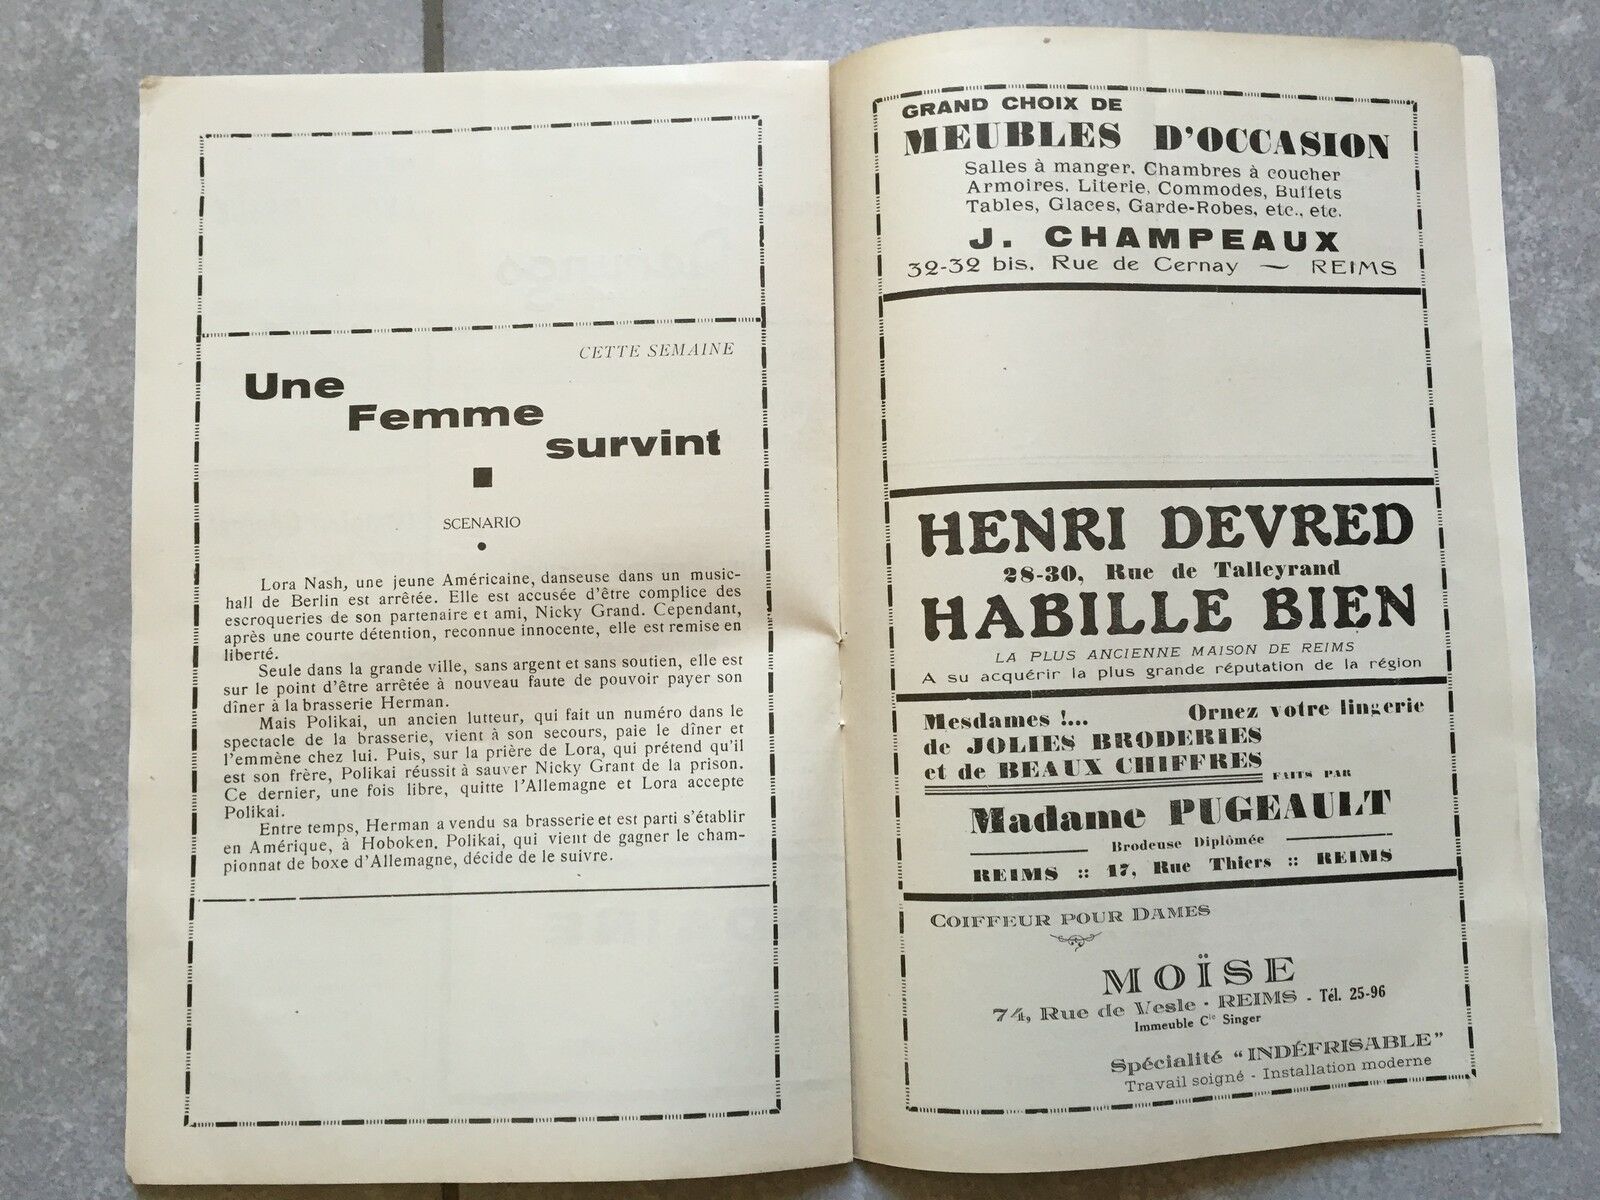 CETTE SEMAINE
Une
Femme
survint
SCENARIO
Lora Nash, une jeune Américaine, danseuse dans un music-
hall de Berlin est arrêtée. Elle est accusée d'être complice des
escroqueries de son partenaire et ami, Nicky Grand. Cependant,
après une courte détention, reconnue innocente, elle est remise en
liberté.
Seule dans la grande ville, sans argent et sans soutien, elle est
sur le point d'être arrêtée à nouveau faute de pouvoir payer son
dîner à la brasserie Herman.
Mais Polikai, un ancien lutteur, qui fait un numéro dans le
spectacle de la brasserie, vient à son secours, paie le dîner et
l'emmène chez lui. Puis, sur la prière de Lora, qui prétend qu'il
est son frère, Polikai réussit à sauver Nicky Grant de la prison.
Ce dernier, une fois libre, quitte l'Allemagne et Lora accepte
Polikai.
Entre temps, Herman a vendu sa brasserie et est parti s'établir
en Amérique, à Hoboken. Polikai, qui vient de gagner le cham-
pionnat de boxe d'Allemagne, décide de le suivre.
GRAND CHOIX DE
MEUBLES D'OCCASION
Salles à manger, Chambres à coucher
Armoires, Literie, Commodes, Buffets
Tables, Glaces, Garde-Robes, etc., etc.
J. CHAMPEAUX
32-32 bis, Rue de Cernay — REIMS
HENRI DEVRED
28-30, Rue de Talleyrand
HABILLE BIEN
LA PLUS ANCIENNE MAISON DE REIMS
A su acquérir la plus grande réputation de la région
Mesdames !... Ornez votre lingerie
de JOLIES BRODERIES
et de BEAUX CHIFFRES
FAITS PAR
Madame PUGEAULT
Brodeuse Diplômée
REIMS :: 17, Rue Thiers :: REIMS
COIFFEUR POUR DAMES
MOÏSE
74, Rue de Vesle - REIMS - Tél. 25-96
Immeuble Cie Singer
Spécialité "INDÉFRISABLE"
Travail soigné - Installation moderne